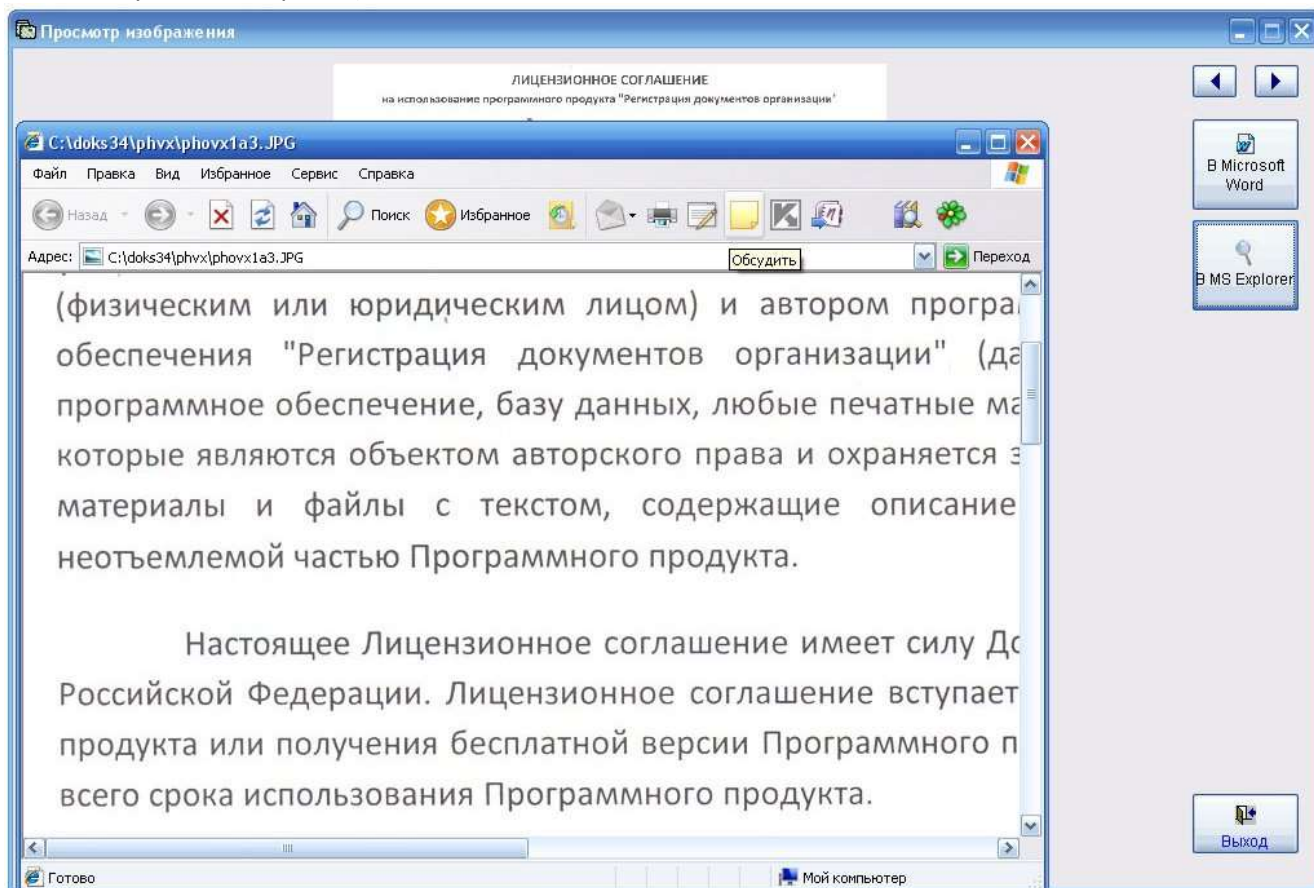 Просмотр изображения
ЛИЦЕНЗИОННОЕ СОГЛАШЕНИЕ
на использование программного продукта "Регистрация документов организации"
C:\doks34\phvx\phovx1a3.JPG
Файл Правка Вид Избранное Сервис Справка
Назад Поиск Избранное
Адрес: C:\doks34\phvx\phovx1a3.JPG Переход
Обсудить
(физическим или юридическим лицом) и автором програ
обеспечения "Регистрация документов организации" (да
программное обеспечение, базу данных, любые печатные ма
которые являются объектом авторского права и охраняется з
материалы и файлы с текстом, содержащие описание
неотъемлемой частью Программного продукта.
Настоящее Лицензионное соглашение имеет силу До
Российской Федерации. Лицензионное соглашение вступает
продукта или получения бесплатной версии Программного п
всего срока использования Программного продукта.
Готово Мой компьютер
В Microsoft
Word
В MS Explorer
Выход